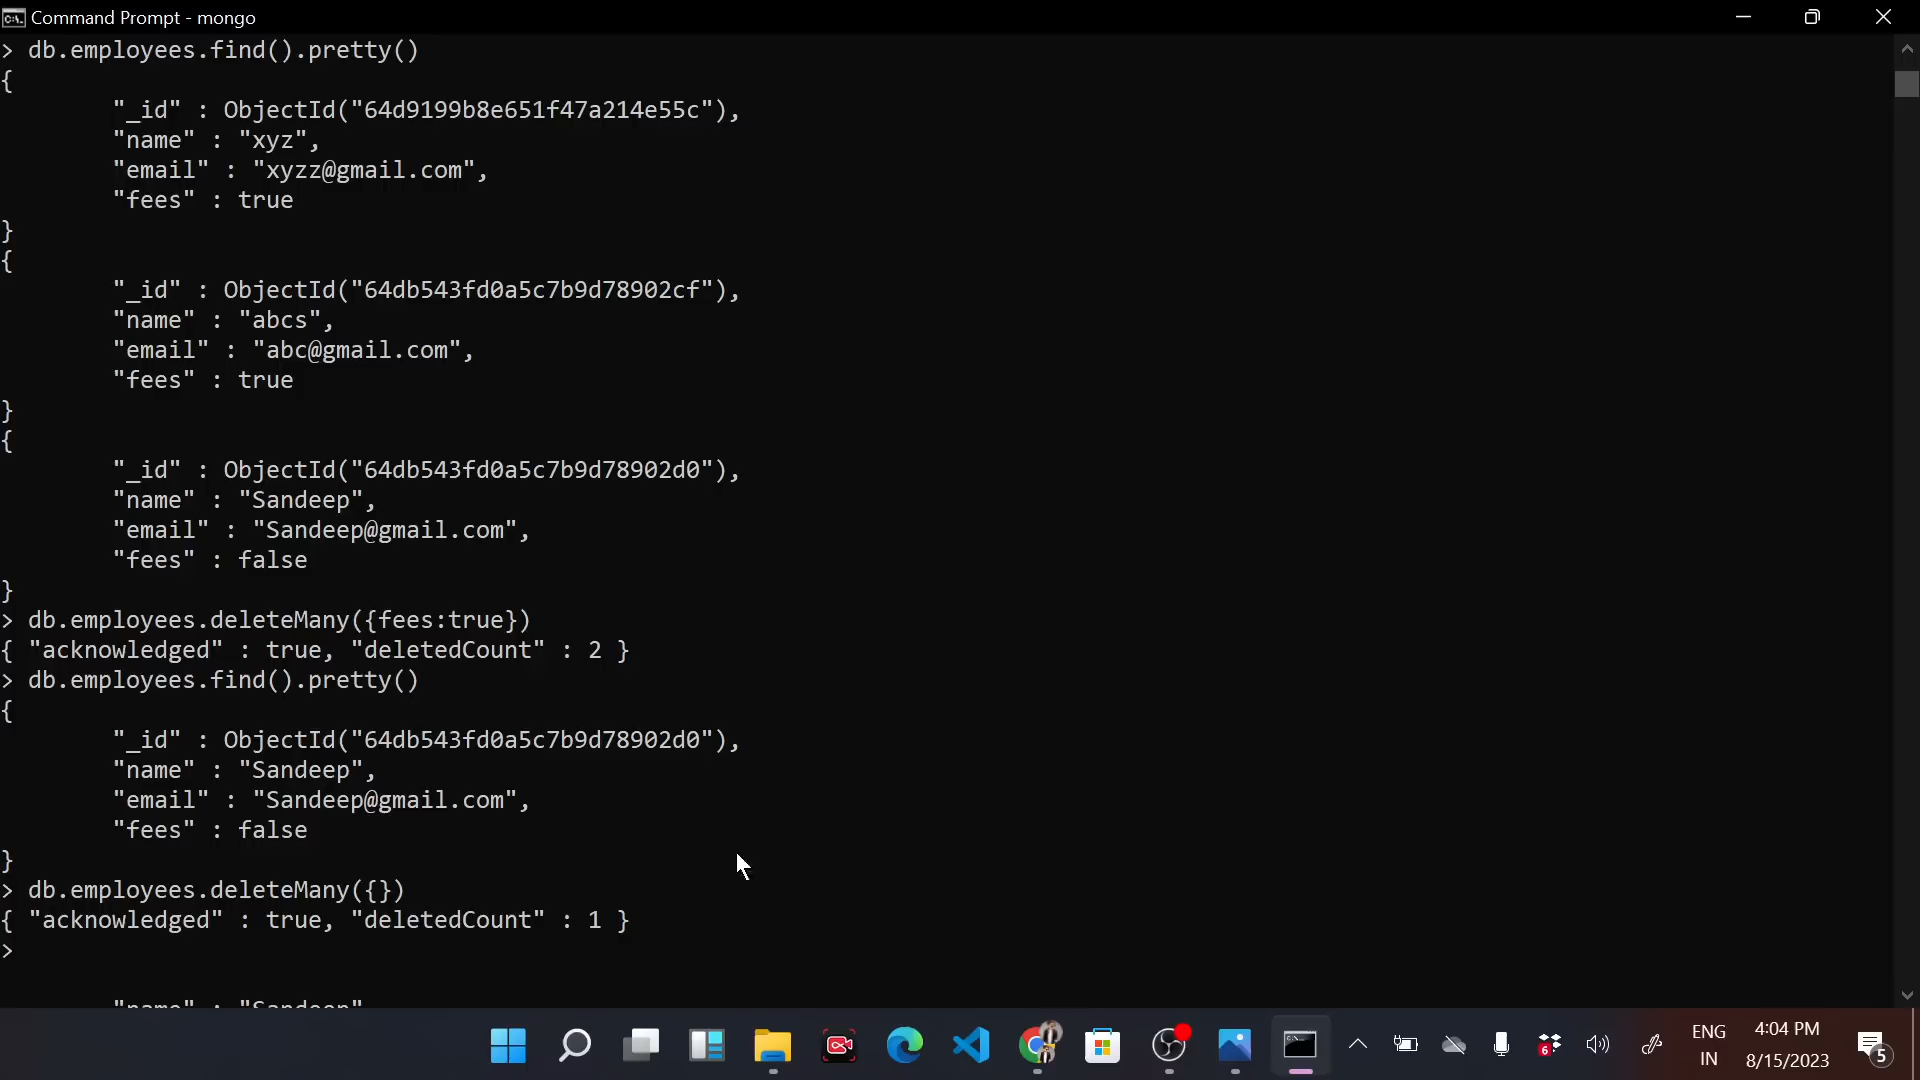 Command Prompt - mongo
> db.employees.find().pretty()
{
"_id" : ObjectId("64d9199b8e651f47a214e55c"),
"name" : "xyz",
"email" : "xyzz@gmail.com",
"fees" : true
}
{
"_id" : ObjectId("64db543fd0a5c7b9d78902cf"),
"name" : "abcs",
"email" : "abc@gmail.com",
"fees" : true
}
{
"_id" : ObjectId("64db543fd0a5c7b9d78902d0"),
"name" : "Sandeep",
"email" : "Sandeep@gmail.com",
"fees" : false
}
> db.employees.deleteMany({fees:true})
{ "acknowledged" : true, "deletedCount" : 2 }
> db.employees.find().pretty()
{
"_id" : ObjectId("64db543fd0a5c7b9d78902d0"),
"name" : "Sandeep",
"email" : "Sandeep@gmail.com",
"fees" : false
}
> db.employees.deleteMany({})
{ "acknowledged" : true, "deletedCount" : 1 }
>
"name" : "Sandeep"
6
ENG
IN
4:04 PM
8/15/2023
5